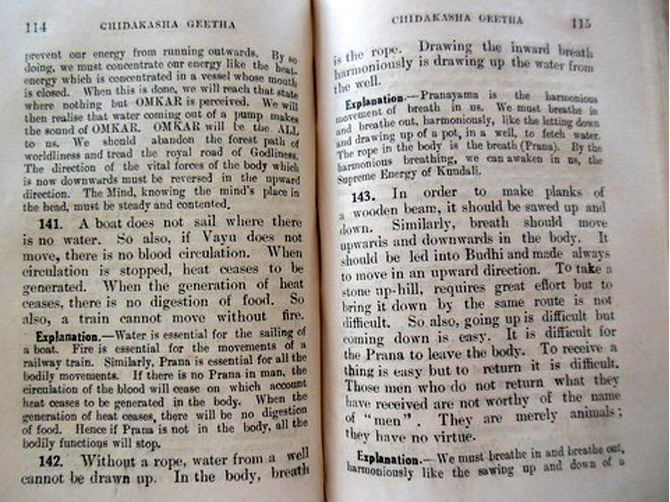 114 CHIDAKASHA GEETHA
prevent our energy from running outwards. By so
doing, we must concentrate our energy like the heat-
energy which is concentrated in a vessel whose mouth
is closed. When this is done, we will reach that state
where nothing but OMKAR is perceived. We will
then realise that water coming out of a pump makes
the sound of OMKAR. OMKAR will be the ALL
to us. We should abandon the forest path of
worldliness and tread the royal road of Godliness.
The direction of the vital forces of the body which
is now downwards must be reversed in the upward
direction. The Mind, knowing the mind's place in
the head, must be steady and contented.
141. A boat does not sail where there
is no water. So also, if Vayu does not
move, there is no blood circulation. When
circulation is stopped, heat ceases to be
generated. When the generation of heat
ceases, there is no digestion of food. So
also, a train cannot move without fire.
Explanation.—Water is essential for the sailing of
a boat. Fire is essential for the movements of a
railway train. Similarly, Prana is essential for all the
bodily movements. If there is no Prana in man, the
circulation of the blood will cease on which account
heat ceases to be generated in the body. When the
generation of heat ceases, there will be no digestion
of food. Hence if Prana is not in the body, all the
bodily functions will stop.
142. Without a rope, water from a well
cannot be drawn up. In the body, breath
CHIDAKASHA GEETHA 115
is the rope. Drawing the inward breath
harmoniously is drawing up the water from
the well.
Explanation.—Pranayama is the harmonious
movement of breath in us. We must breathe in
and breathe out, harmoniously, like the letting down
and drawing up of a pot, in a well, to fetch water.
The rope in the body is the breath (Prana). By the
harmonious breathing, we can awaken in us, the
Supreme Energy of Kundali.
143. In order to make planks of
a wooden beam, it should be sawed up and
down. Similarly, breath should move
upwards and downwards in the body. It
should be led into Budhi and made always
to move in an upward direction. To take a
stone up-hill, requires great effort but to
bring it down by the same route is not
difficult. So also, going up is difficult but
coming down is easy. It is difficult for
the Prana to leave the body. To receive a
thing is easy but to return it is difficult.
Those men who do not return what they
have received are not worthy of the name
of "men". They are merely animals;
they have no virtue.
Explanation.—We must breathe in and breathe out,
harmoniously like the sawing up and down of a